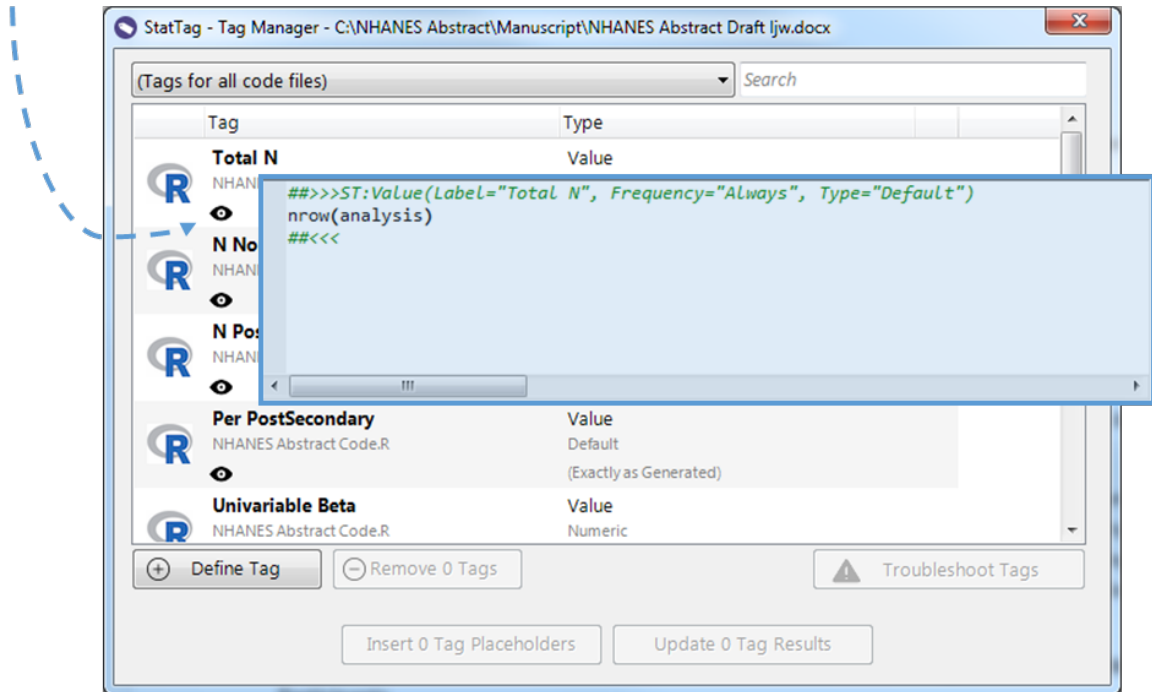 StatTag - Tag Manager - C:\NHANES Abstract\Manuscript\NHANES Abstract Draft ljw.docx
(Tags for all code files)
Search
Tag Type
Total N Value
NHAN
##>>>ST:Value(Label="Total N", Frequency="Always", Type="Default")
nrow(analysis)
##<<<
N No
NHAN
N Pos
NHAN
Per PostSecondary Value
NHANES Abstract Code.R Default
(Exactly as Generated)
Univariable Beta Value
NHANES Abstract Code.R Numeric
Define Tag Remove 0 Tags Troubleshoot Tags
Insert 0 Tag Placeholders Update 0 Tag Results